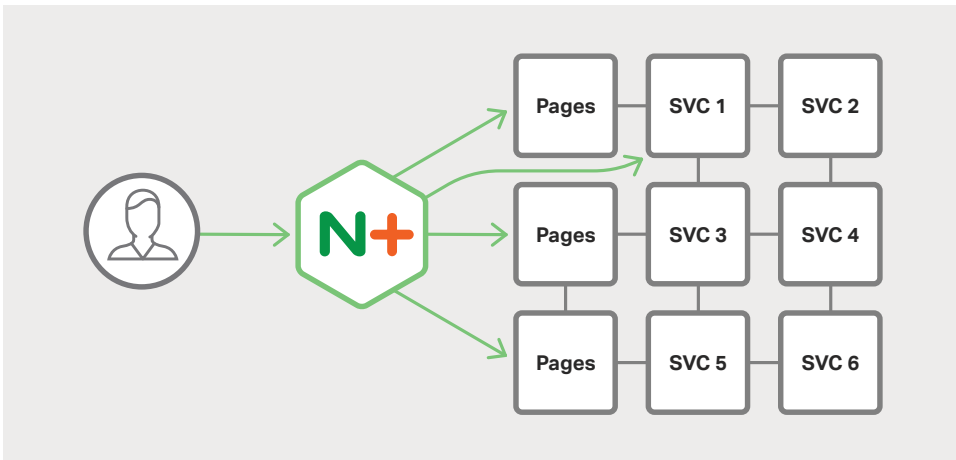 Pages
SVC 1
SVC 2
N+
Pages
SVC 3
SVC 4
Pages
SVC 5
SVC 6